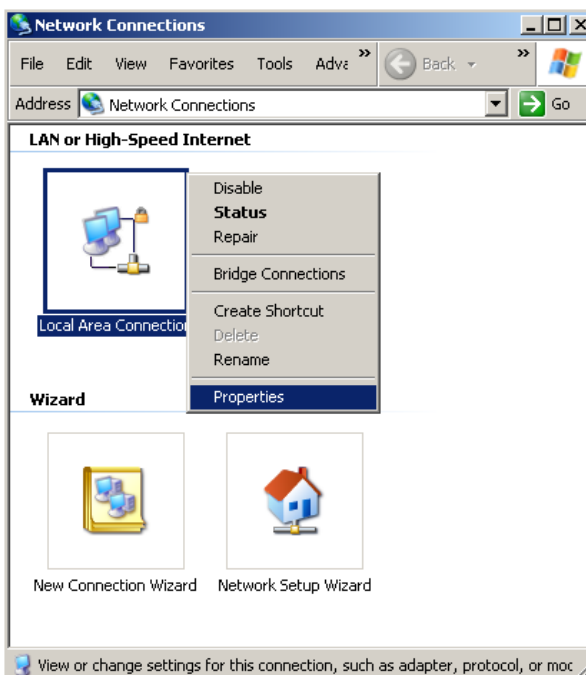 Network Connections
File Edit View Favorites Tools Adva » Back »
Address Network Connections Go
LAN or High-Speed Internet
Disable
Status
Repair
Bridge Connections
Create Shortcut
Local Area Connection
Delete
Rename
Wizard
Properties
New Connection Wizard Network Setup Wizard
View or change settings for this connection, such as adapter, protocol, or moc